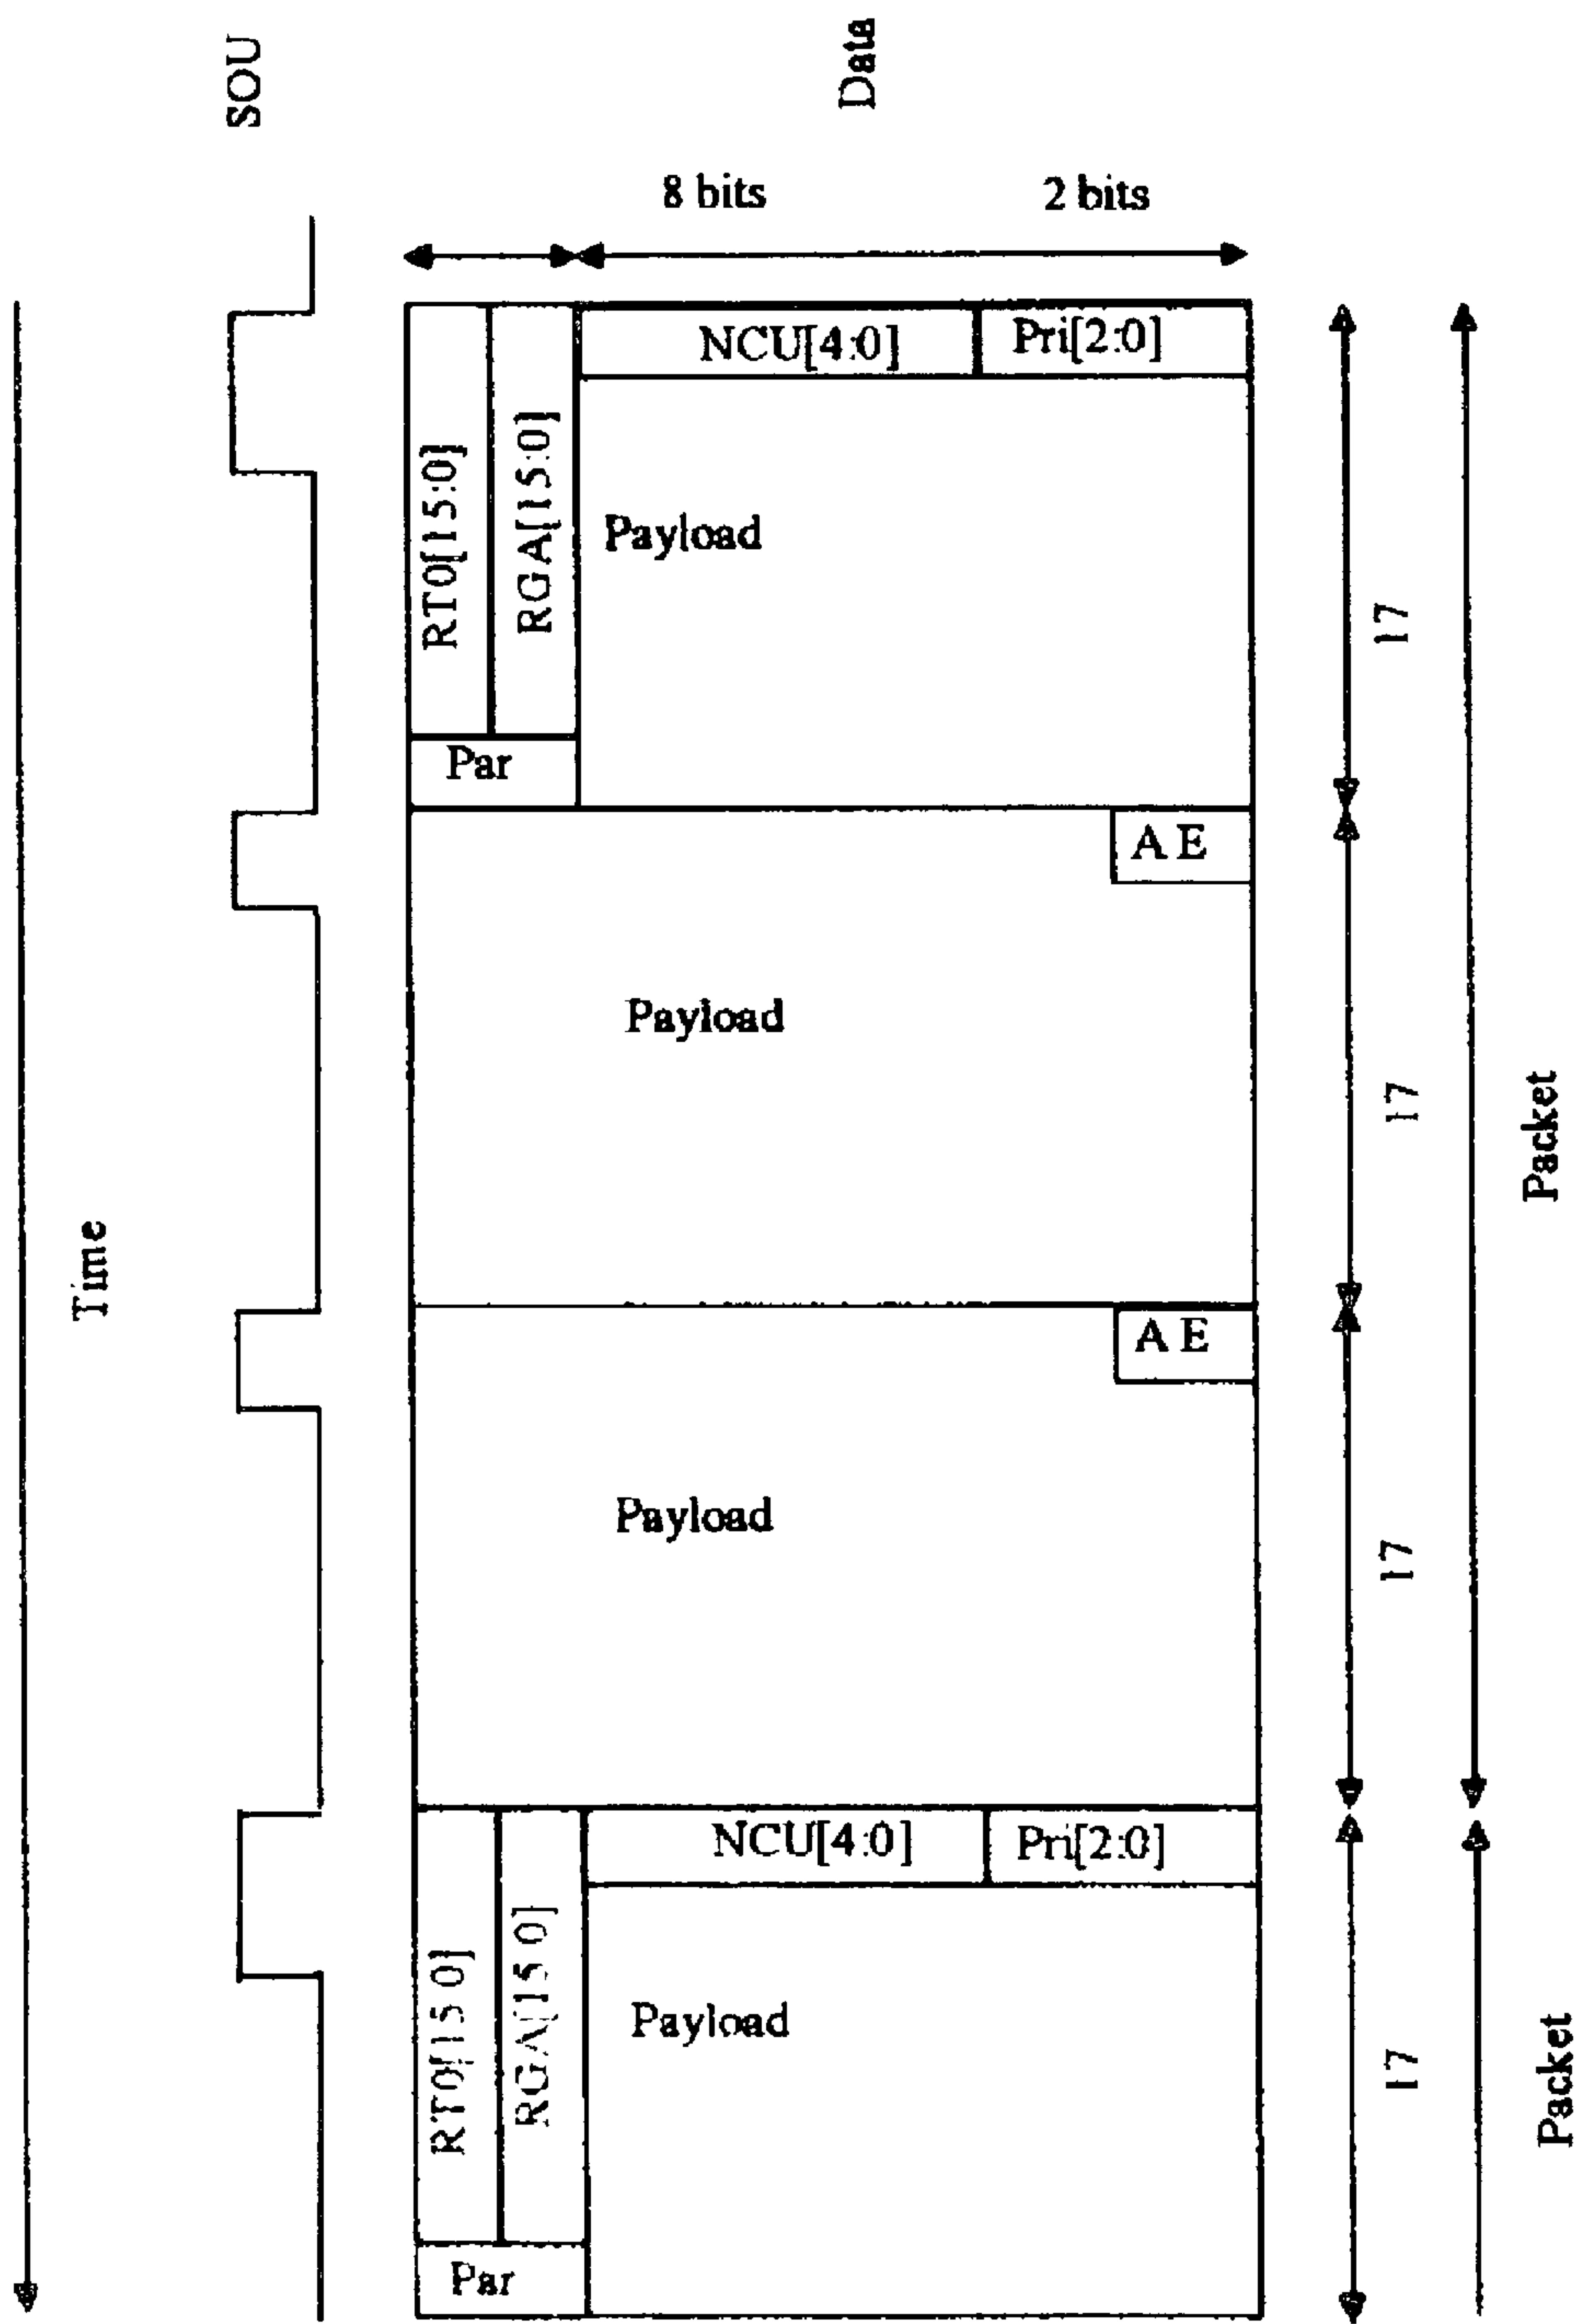 SOU
Data
8 bits
2 bits
NCU[4:0]
Pri[2:0]
RT0[15:0]
RGA[15:0]
Payload
17
Par
A E
Payload
17
Packet
Time
A E
Payload
17
NCU[4:0]
Pri[2:0]
RT0[15 0]
RGA[15 0]
Payload
17
Packet
Par